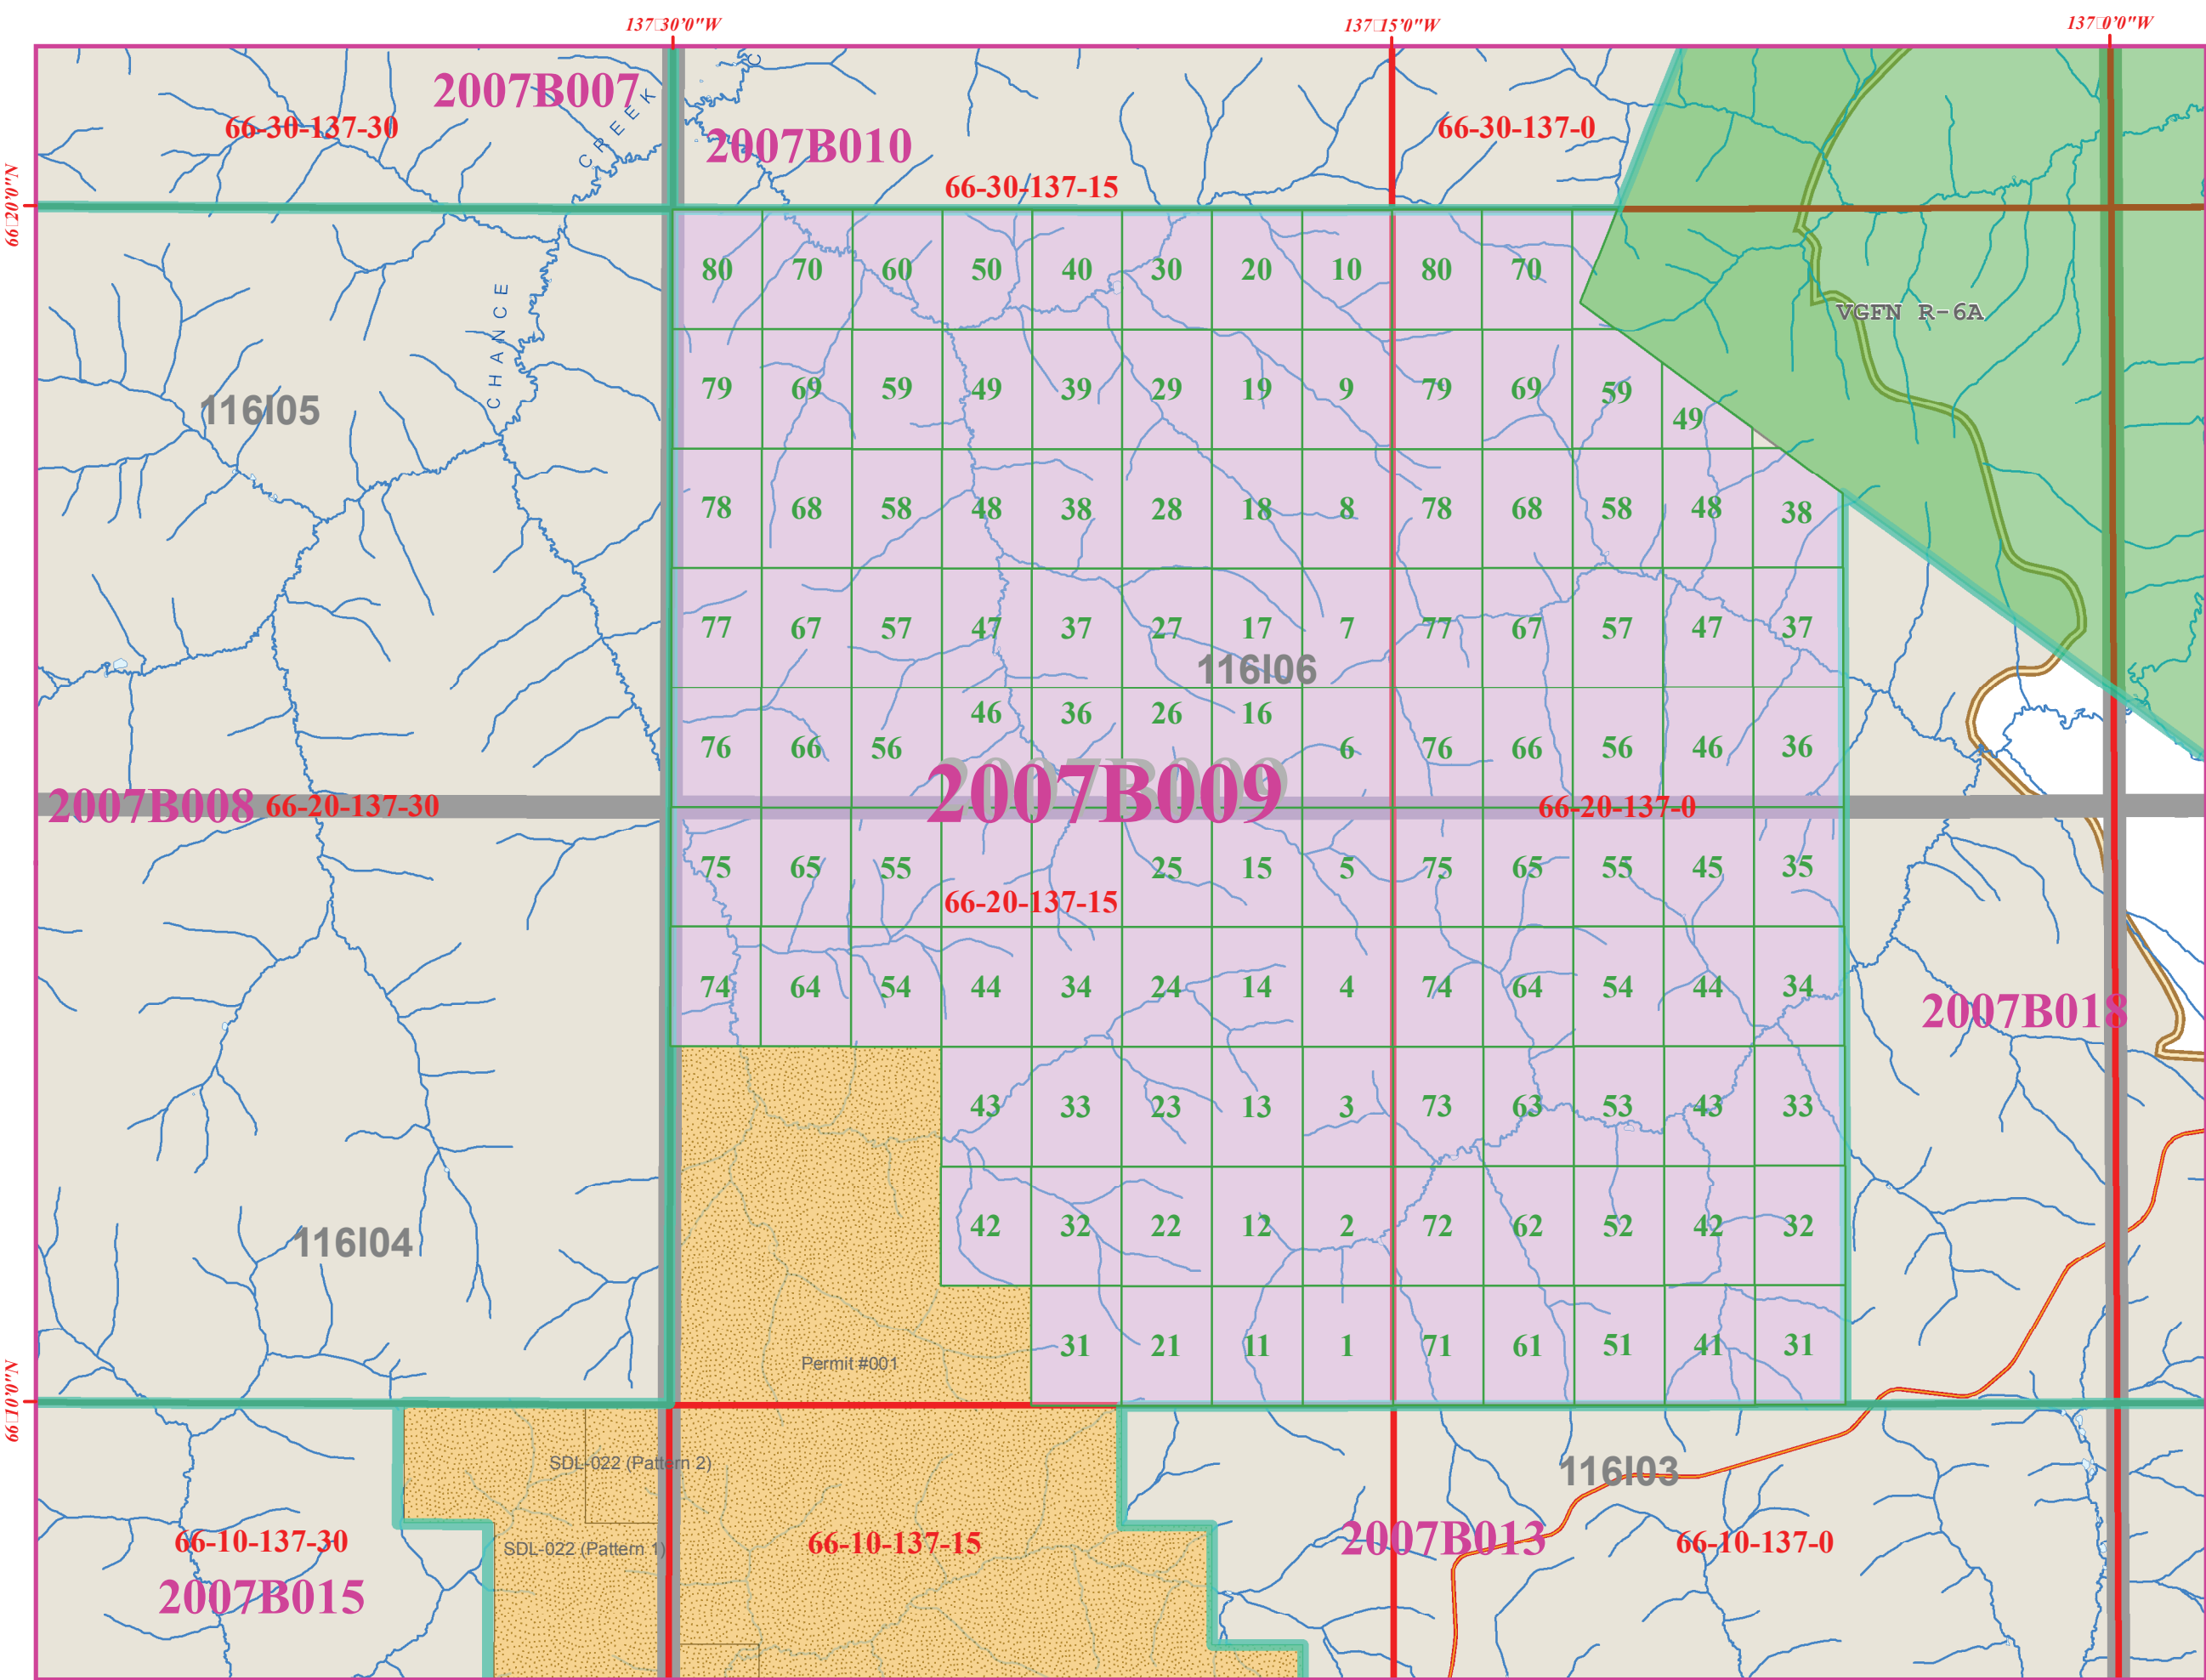 137□30'0"W
137□15'0"W
137□0'0"W
66□20'0"N
66□10'0"N
2007B007
66-30-137-30
CREEK
C
2007B010
66-30-137-15
66-30-137-0
VGFN R-6A
CHANCE
116I05
80 70 60 50 40 30 20 10 80 70
79 69 59 49 39 29 19 9 79 69 59 49
78 68 58 48 38 28 18 8 78 68 58 48 38
77 67 57 47 37 27 17 7 77 67 57 47 37
116I06
46 36 26 16
76 66 56 6 76 66 56 46 36
2007B009
2007B008 66-20-137-30
66-20-137-0
75 65 55 25 15 5 75 65 55 45 35
66-20-137-15
74 64 54 44 34 24 14 4 74 64 54 44 34
2007B018
43 33 23 13 3 73 63 53 43 33
42 32 22 12 2 72 62 52 42 32
116I04
31 21 11 1 71 61 51 41 31
Permit #001
SDL-022 (Pattern 2)
116I03
SDL-022 (Pattern 1)
66-10-137-30
66-10-137-15
2007B013
66-10-137-0
2007B015